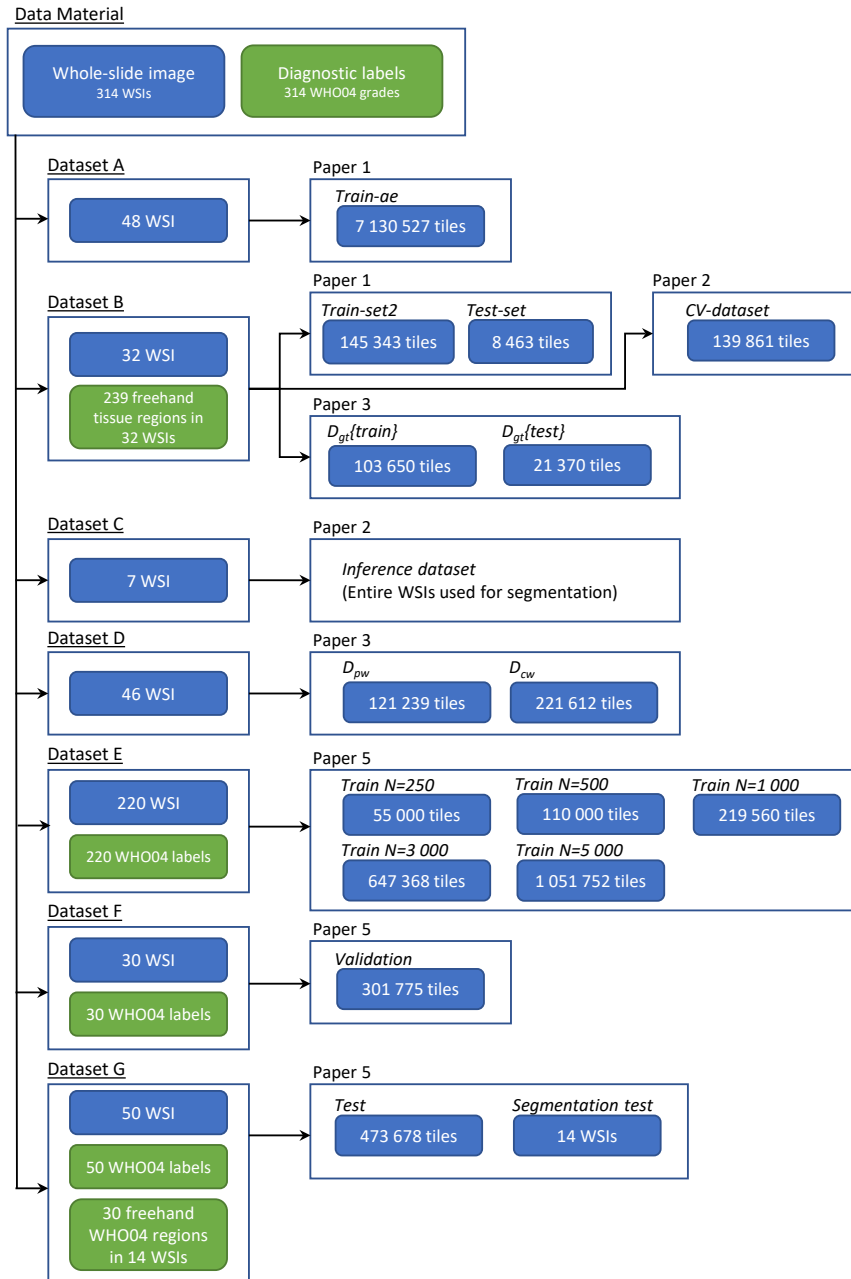 Data Material
Whole-slide image
314 WSIs
Diagnostic labels
314 WHO04 grades
Dataset A
48 WSI
Paper 1
Train-ae
7 130 527 tiles
Dataset B
32 WSI
239 freehand
tissue regions in
32 WSIs
Paper 1
Train-set2
145 343 tiles
Test-set
8 463 tiles
Paper 2
CV-dataset
139 861 tiles
Paper 3
Dgt{train}
103 650 tiles
Dgt{test}
21 370 tiles
Dataset C
7 WSI
Paper 2
Inference dataset
(Entire WSIs used for segmentation)
Dataset D
46 WSI
Paper 3
Dpw
121 239 tiles
Dcw
221 612 tiles
Dataset E
220 WSI
220 WHO04 labels
Paper 5
Train N=250
55 000 tiles
Train N=500
110 000 tiles
Train N=1 000
219 560 tiles
Train N=3 000
647 368 tiles
Train N=5 000
1 051 752 tiles
Dataset F
30 WSI
30 WHO04 labels
Paper 5
Validation
301 775 tiles
Dataset G
50 WSI
50 WHO04 labels
30 freehand
WHO04 regions
in 14 WSIs
Paper 5
Test
473 678 tiles
Segmentation test
14 WSIs